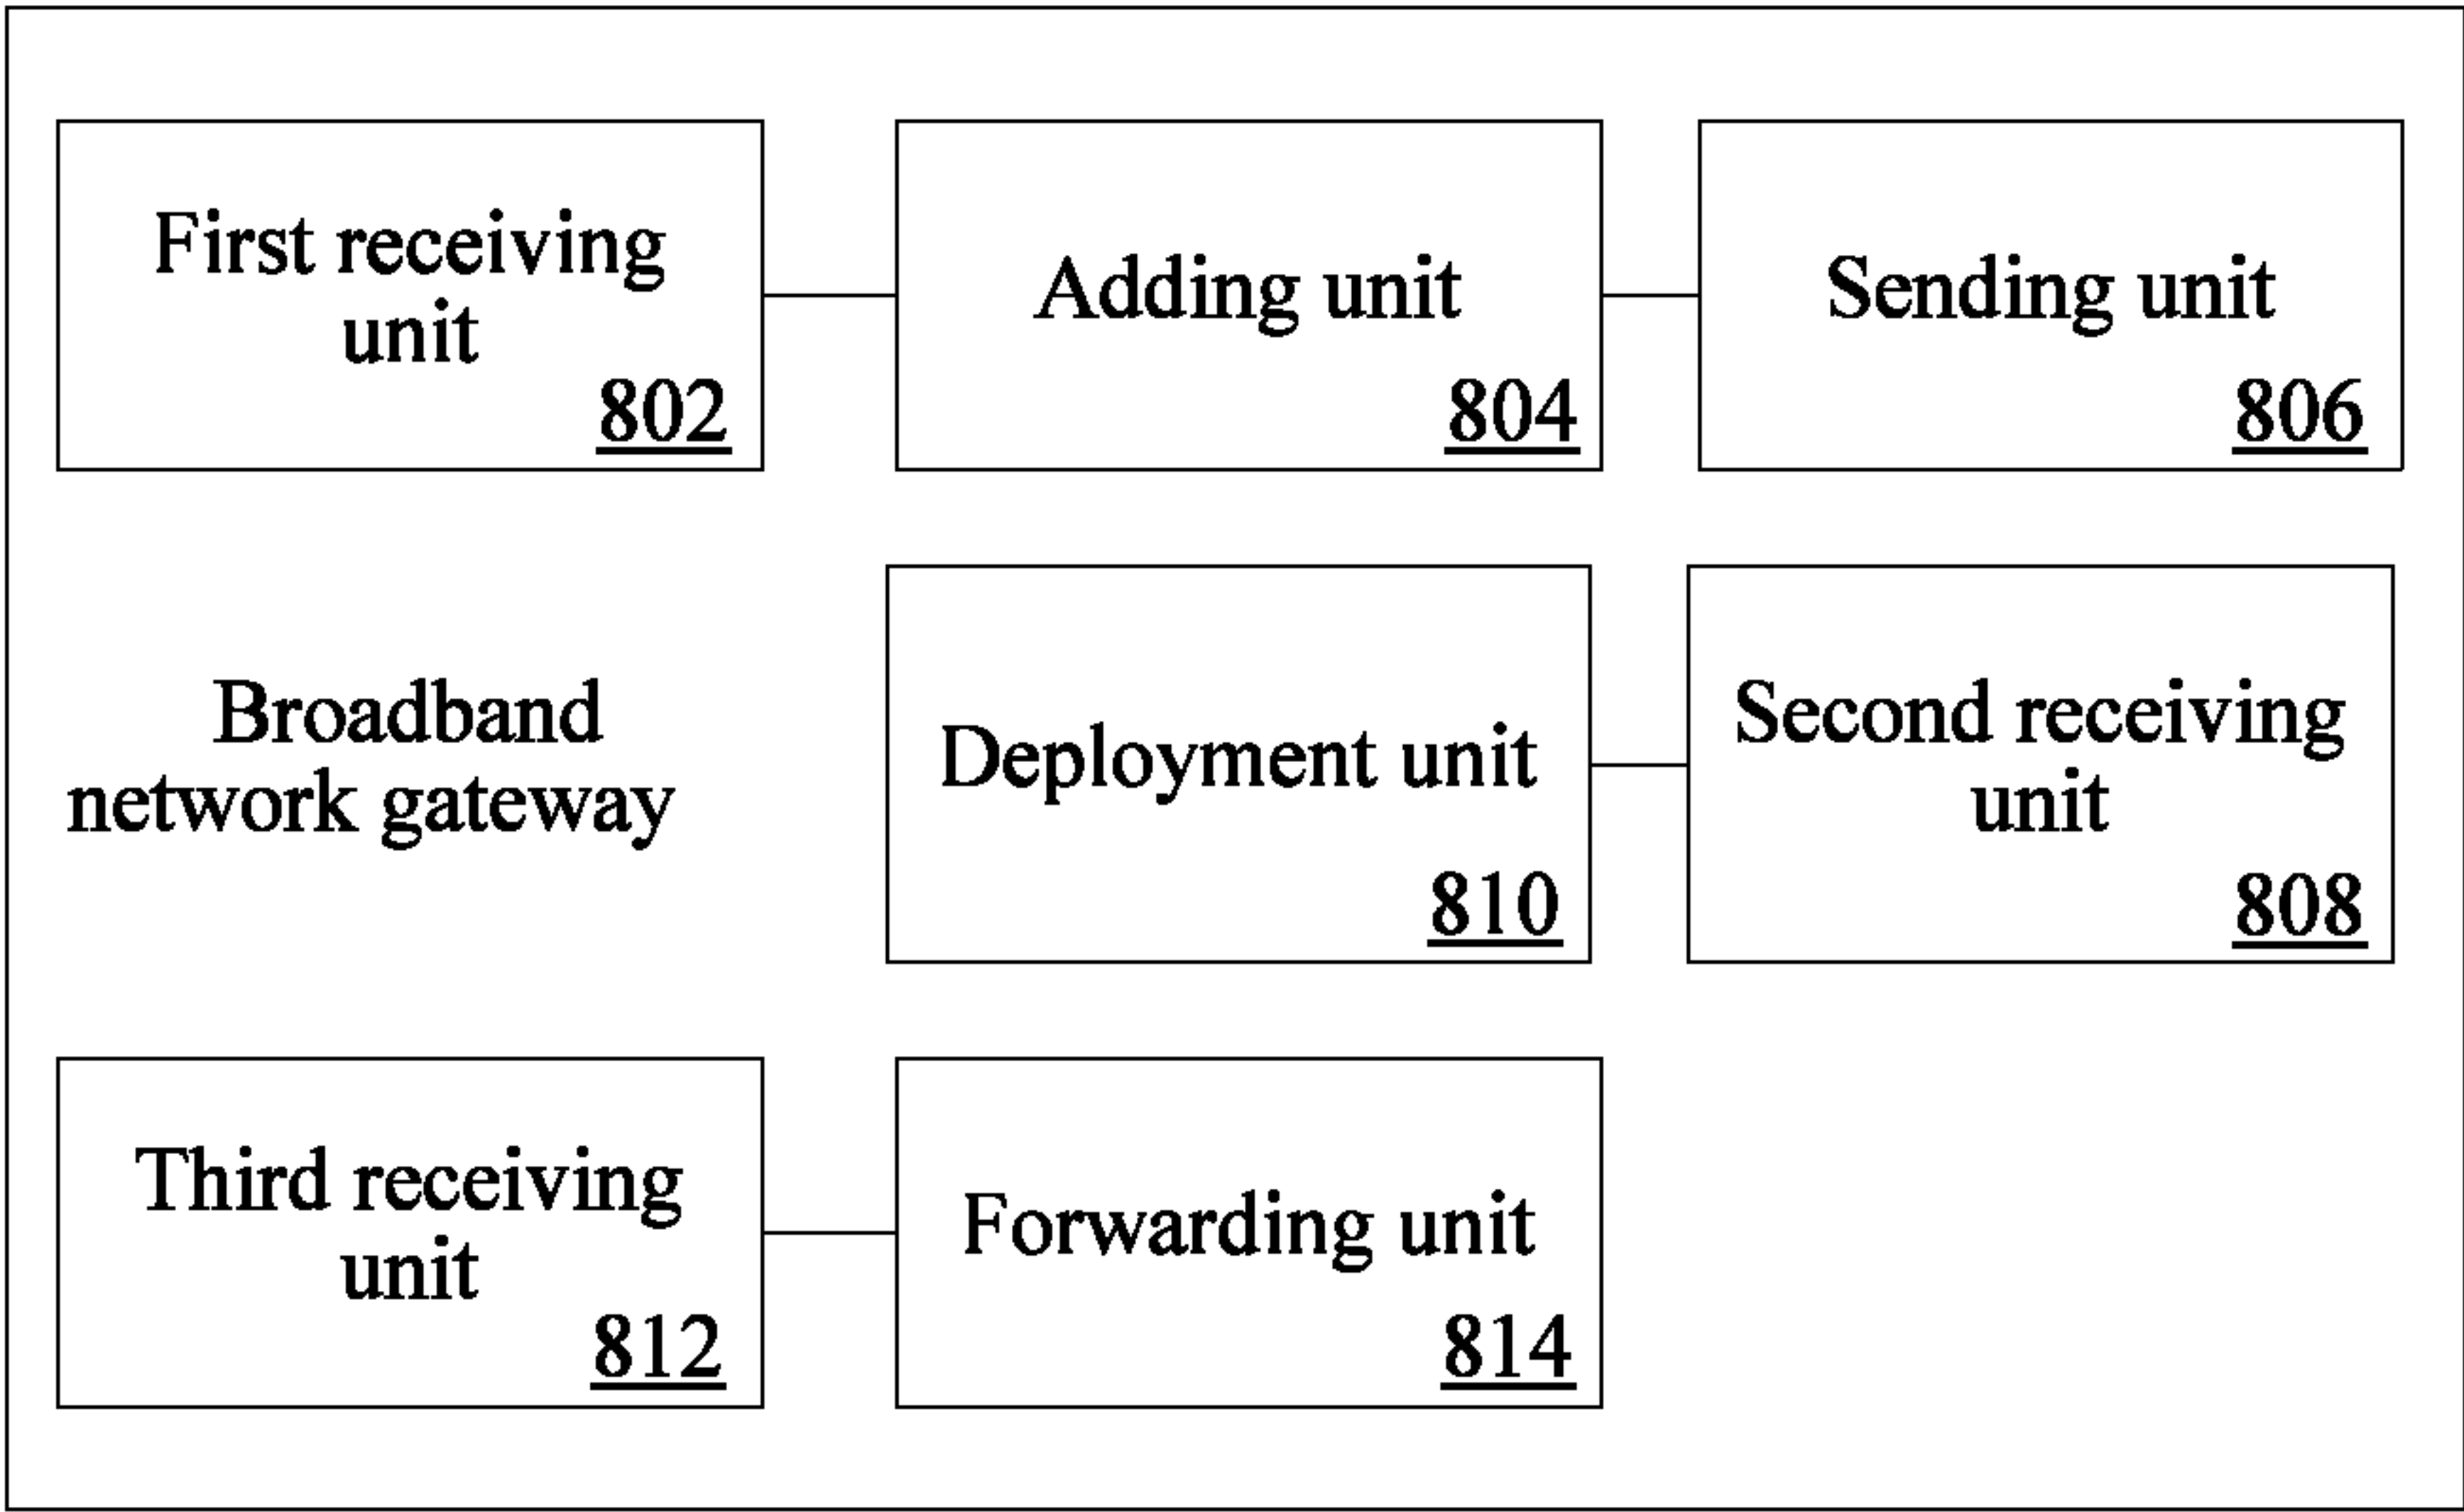 First receiving
unit
802
Adding unit
804
Sending unit
806
Broadband
network gateway
Deployment unit
810
Second receiving
unit
808
Third receiving
unit
812
Forwarding unit
814